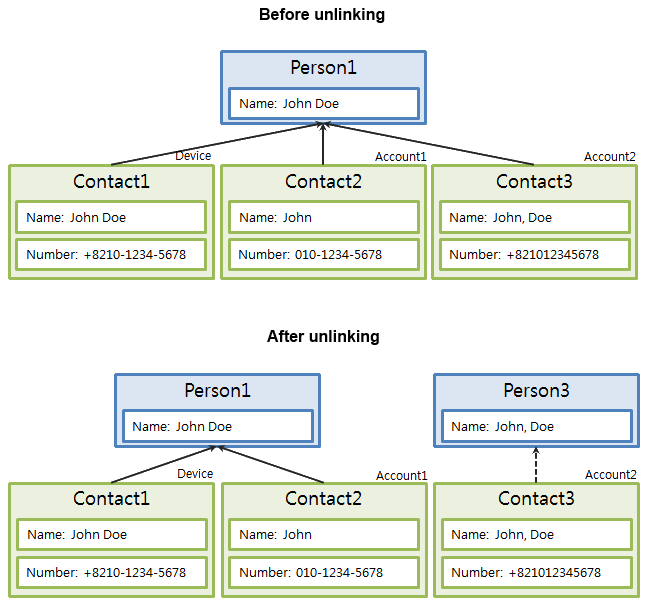 Before unlinking
Person1
Name: John Doe
Device
Account1
Account2
Contact1
Contact2
Contact3
Name: John Doe
Name: John
Name: John, Doe
Number: +8210-1234-5678
Number: 010-1234-5678
Number: +821012345678
After unlinking
Person1
Person3
Name: John Doe
Name: John, Doe
Device
Account1
Account2
Contact1
Contact2
Contact3
Name: John Doe
Name: John
Name: John, Doe
Number: +8210-1234-5678
Number: 010-1234-5678
Number: +821012345678